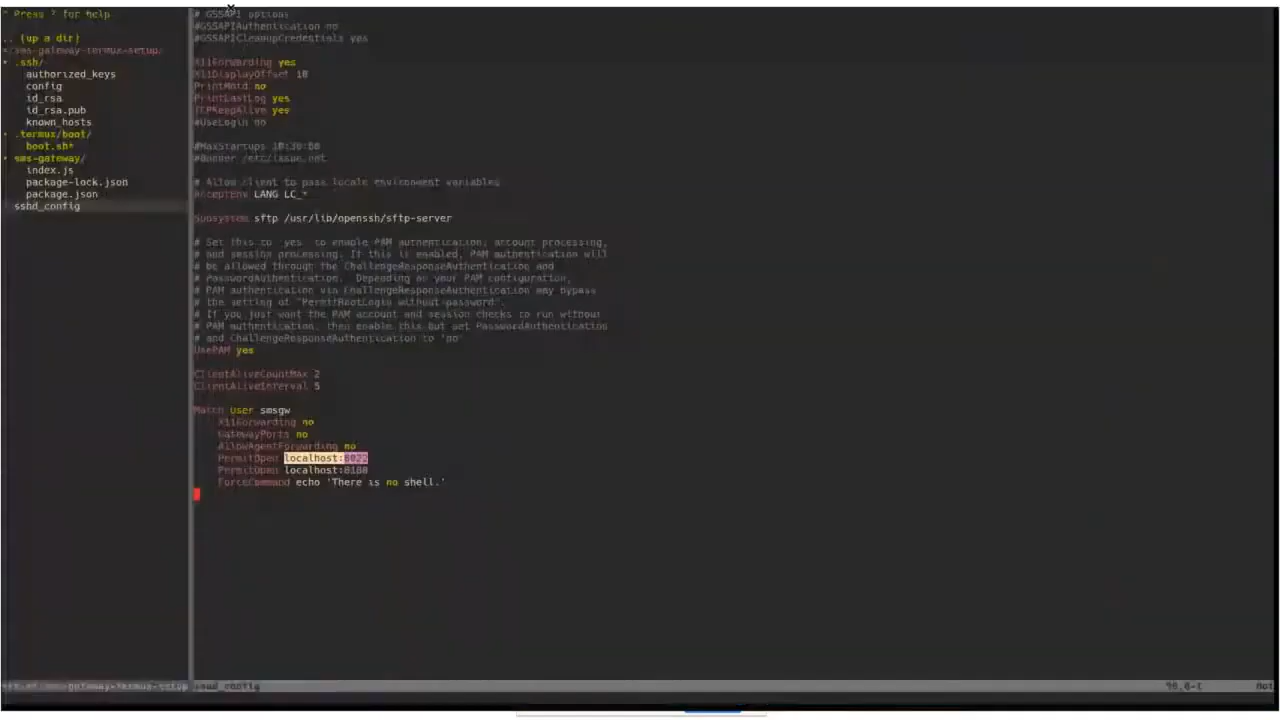 " Press ? for help
.. (up a dir)
.ssh/
authorized_keys
config
id_rsa
id_rsa.pub
known_hosts
.termux/boot/
boot.sh*
sms-gateway/
index.js
package-lock.json
package.json
sshd_config
# GSSAPI options
#GSSAPIAuthentication no
#GSSAPICleanupCredentials yes
X11Forwarding yes
X11DisplayOffset 10
PrintMotd no
PrintLastLog yes
TCPKeepAlive yes
#UseLogin no
#MaxStartups 10:30:60
#Banner /etc/issue.net
# Allow client to pass locale environment variables
AcceptEnv LANG LC_*
Subsystem sftp /usr/lib/openssh/sftp-server
# Set this to 'yes' to enable PAM authentication, account processing,
# and session processing. If this is enabled, PAM authentication will
# be allowed through the ChallengeResponseAuthentication and
# PasswordAuthentication. Depending on your PAM configuration,
# PAM authentication via ChallengeResponseAuthentication may bypass
# the setting of "PermitRootLogin without-password".
# If you just want the PAM account and session checks to run without
# PAM authentication, then enable this but set PasswordAuthentication
# and ChallengeResponseAuthentication to 'no'
UsePAM yes
ClientAliveCountMax 2
ClientAliveInterval 5
Match User smsgw
X11Forwarding no
GatewayPorts no
AllowAgentForwarding no
PermitOpen localhost:8022
PermitOpen localhost:8180
ForceCommand echo 'There is no shell.'
sshd_config